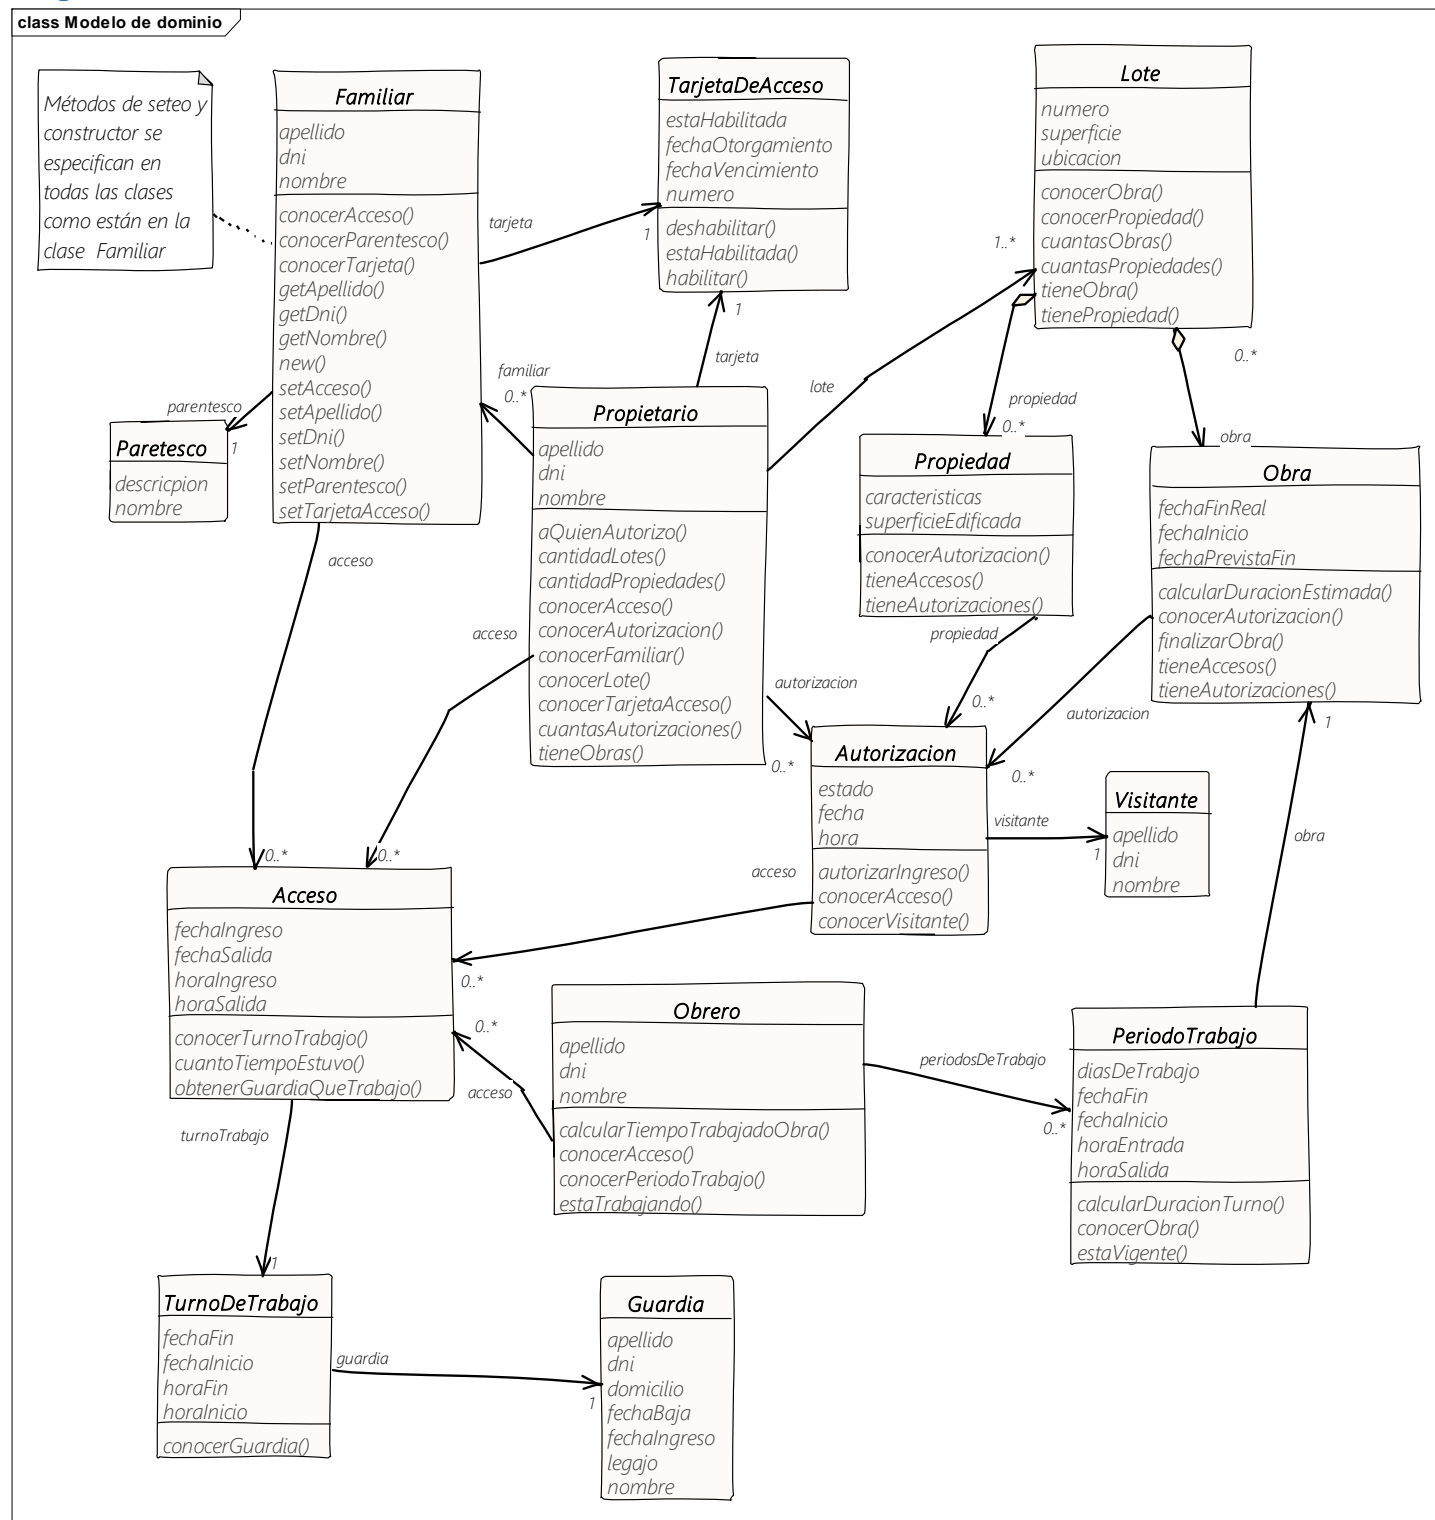 class Modelo de dominio
Métodos de seteo y
constructor se
especifican en
todas las clases
como están en la
clase Familiar
Familiar
apellido
dni
nombre
conocerAcceso()
conocerParentesco()
conocerTarjeta()
getApellido()
getDni()
getNombre()
new()
setAcceso()
setApellido()
setDni()
setNombre()
setParentesco()
setTarjetaAcceso()
TarjetaDeAcceso
estaHabilitada
fechaOtorgamiento
fechaVencimiento
numero
deshabilitar()
estaHabilitada()
habilitar()
Lote
numero
superficie
ubicacion
conocerObra()
conocerPropiedad()
cuantasObras()
cuantasPropiedades()
tieneObra()
tienePropiedad()
tarjeta
1
1..*
1
tarjeta
familiar
0..*
lote
0..*
propiedad
0..*
obra
parentesco
1
Paretesco
descricpion
nombre
Propietario
apellido
dni
nombre
aQuienAutorizo()
cantidadLotes()
cantidadPropiedades()
conocerAcceso()
conocerAutorizacion()
conocerFamiliar()
conocerLote()
conocerTarjetaAcceso()
cuantasAutorizaciones()
tieneObras()
Propiedad
caracteristicas
superficieEdificada
conocerAutorizacion()
tieneAccesos()
tieneAutorizaciones()
Obra
fechaFinReal
fechaInicio
fechaPrevistaFin
calcularDuracionEstimada()
conocerAutorizacion()
finalizarObra()
tieneAccesos()
tieneAutorizaciones()
acceso
acceso
propiedad
autorizacion
0..*
autorizacion
1
0..*
0..*
Autorizacion
estado
fecha
hora
autorizarIngreso()
conocerAcceso()
conocerVisitante()
visitante
1
Visitante
apellido
dni
nombre
obra
0..*
0..*
acceso
Acceso
fechaIngreso
fechaSalida
horaIngreso
horaSalida
conocerTurnoTrabajo()
cuantoTiempoEstuvo()
obtenerGuardiaQueTrabajo()
0..*
0..*
acceso
Obrero
apellido
dni
nombre
calcularTiempoTrabajadoObra()
conocerAcceso()
conocerPeriodoTrabajo()
estaTrabajando()
periodosDeTrabajo
0..*
PeriodoTrabajo
diasDeTrabajo
fechaFin
fechaInicio
horaEntrada
horaSalida
calcularDuracionTurno()
conocerObra()
estaVigente()
turnoTrabajo
1
TurnoDeTrabajo
fechaFin
fechaInicio
horaFin
horaInicio
conocerGuardia()
guardia
1
Guardia
apellido
dni
domicilio
fechaBaja
fechaIngreso
legajo
nombre